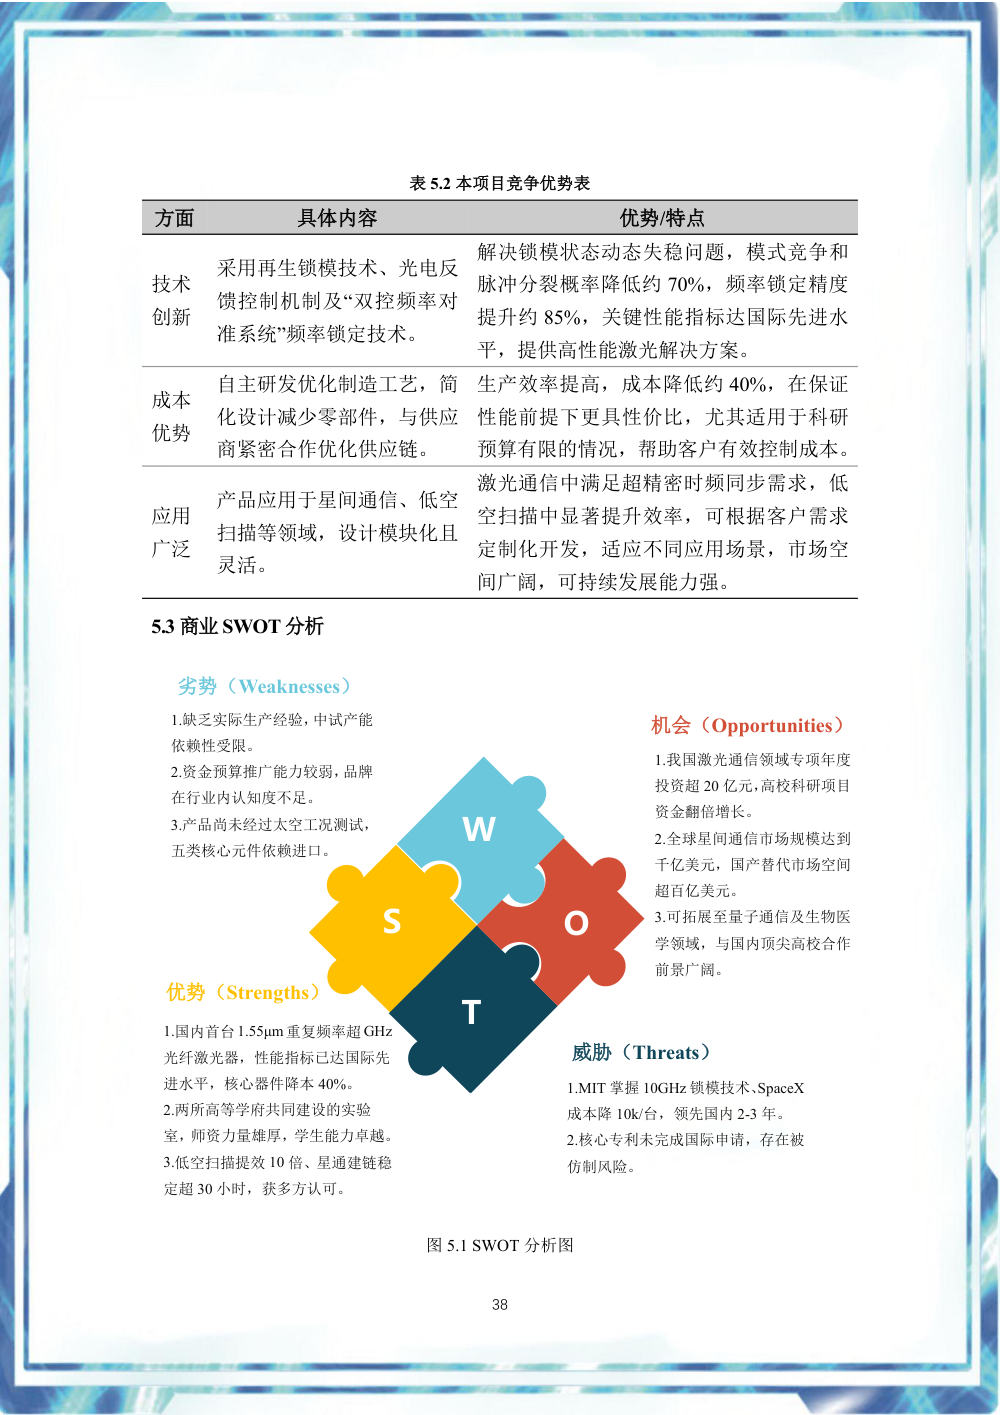 表 5.2 本项目竞争优势表
方面 具体内容 优势/特点
技术
创新
采用再生锁模技术、光电反
馈控制机制及“双控频率对
准系统”频率锁定技术。
解决锁模状态动态失稳问题，模式竞争和
脉冲分裂概率降低约 70%，频率锁定精度
提升约 85%，关键性能指标达国际先进水
平，提供高性能激光解决方案。
成本
优势
自主研发优化制造工艺，简
化设计减少零部件，与供应
商紧密合作优化供应链。
生产效率提高，成本降低约 40%，在保证
性能前提下更具性价比，尤其适用于科研
预算有限的情况，帮助客户有效控制成本。
应用
广泛
产品应用于星间通信、低空
扫描等领域，设计模块化且
灵活。
激光通信中满足超精密时频同步需求，低
空扫描中显著提升效率，可根据客户需求
定制化开发，适应不同应用场景，市场空
间广阔，可持续发展能力强。
5.3 商业 SWOT 分析
劣势（Weaknesses）
1.缺乏实际生产经验，中试产能
依赖性受限。
2.资金预算推广能力较弱，品牌
在行业内认知度不足。
3.产品尚未经过太空工况测试，
五类核心元件依赖进口。
机会（Opportunities）
1.我国激光通信领域专项年度
投资超 20 亿元，高校科研项目
资金翻倍增长。
2.全球星间通信市场规模达到
千亿美元，国产替代市场空间
超百亿美元。
3.可拓展至量子通信及生物医
学领域，与国内顶尖高校合作
前景广阔。
W
S
O
T
优势（Strengths）
1.国内首台 1.55μm 重复频率超 GHz
光纤激光器，性能指标已达国际先
进水平，核心器件降本 40%。
2.两所高等学府共同建设的实验
室，师资力量雄厚，学生能力卓越。
3.低空扫描提效 10 倍、星通建链稳
定超 30 小时，获多方认可。
威胁（Threats）
1.MIT 掌握 10GHz 锁模技术、SpaceX
成本降 10k/台，领先国内 2-3 年。
2.核心专利未完成国际申请，存在被
仿制风险。
图 5.1 SWOT 分析图
38